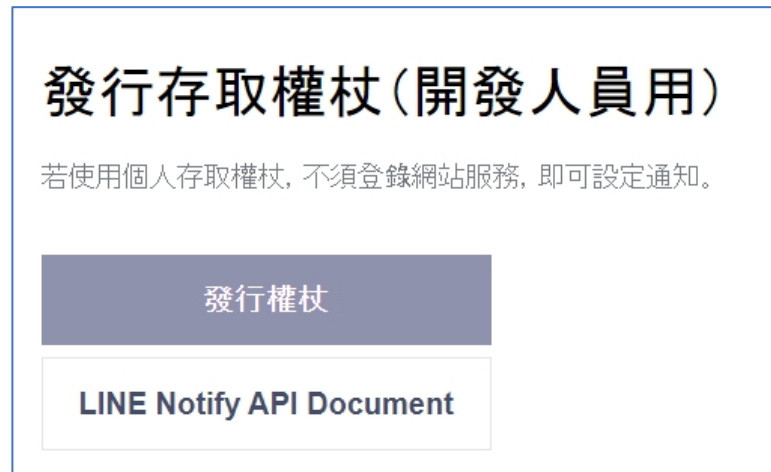 發行存取權杖(開發人員用)
若使用個人存取權杖, 不須登錄網站服務, 即可設定通知。
發行權杖
LINE Notify API Document